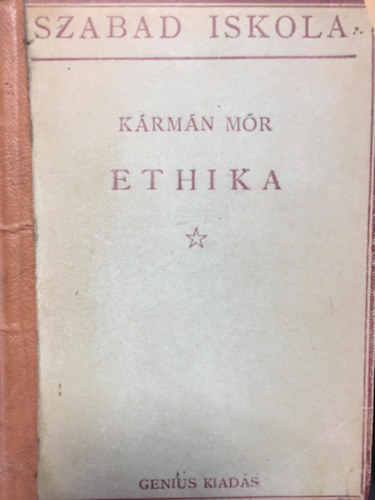 SZABAD ISKOLA
KÁRMÁN MÓR
ETHIKA
GENIUS KIADÁS